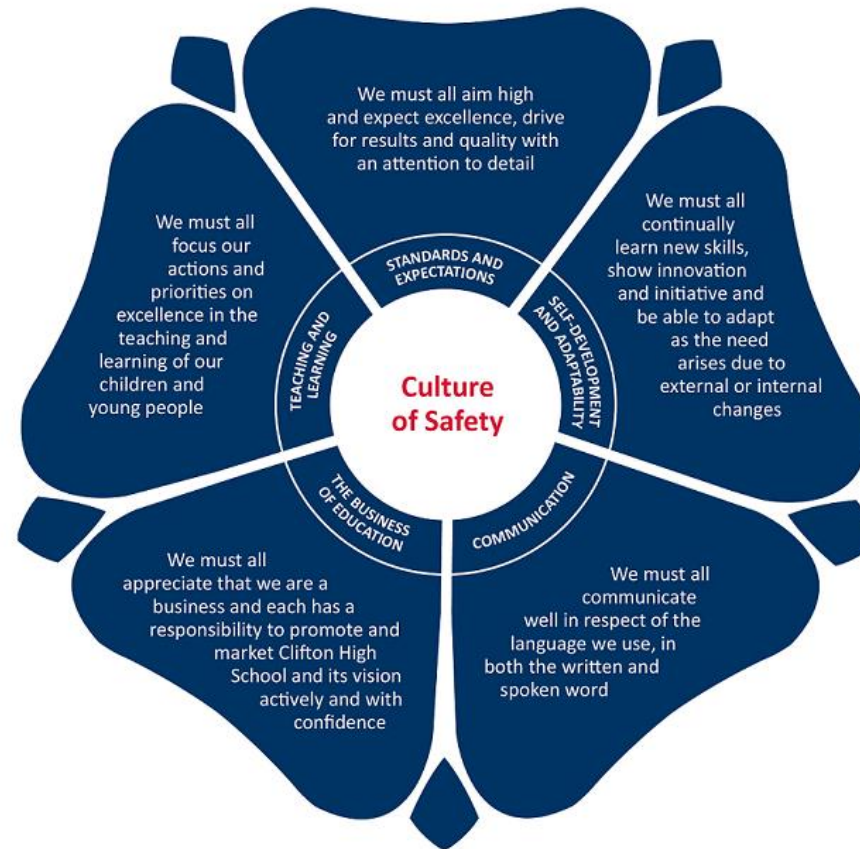 We must all aim high
and expect excellence, drive
for results and quality with
an attention to detail
STANDARDS AND
EXPECTATIONS
We must all
continually
learn new skills,
show innovation
and initiative and
be able to adapt
as the need
arises due to
external or internal
changes
SELF-DEVELOPMENT
AND ADAPTABILITY
We must all
communicate
well in respect of the
language we use, in
both the written and
spoken word
COMMUNICATION
We must all
appreciate that we are a
business and each has a
responsibility to promote and
market Clifton High
School and its vision
actively and with
confidence
THE BUSINESS
OF EDUCATION
We must all
focus our
actions and
priorities on
excellence in the
teaching and
learning of our
children and
young people
TEACHING AND
LEARNING
Culture
of Safety